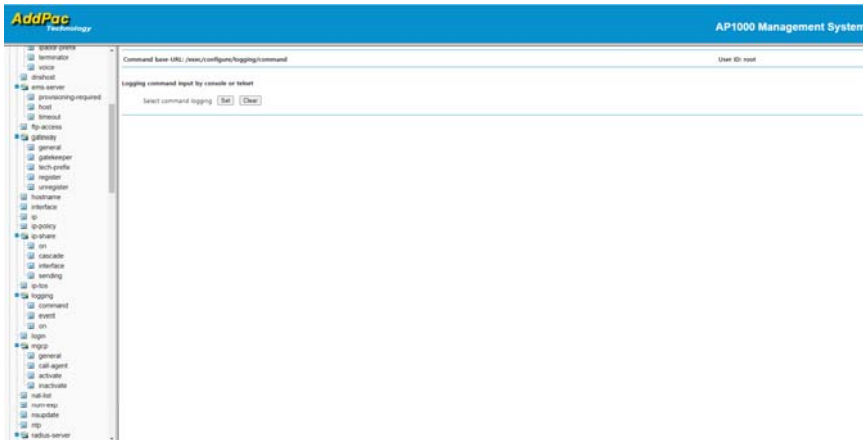 AddPac
Technology
AP1000 Management System
terminator
voice
dnshost
ems-server
provisioning-required
host
timeout
ftp-access
gateway
general
gatekeeper
tech-prefix
register
unregister
hostname
interface
ip
ip-policy
ip-share
on
cascade
interface
sending
ip-tos
logging
command
event
on
login
mgcp
general
call-agent
activate
inactivate
nat-list
num-exp
nsupdate
ntp
radius-server
Command base-URL: /exec/configure/logging/command
User ID: root
Logging command input by console or telnet
Select command logging Set Clear